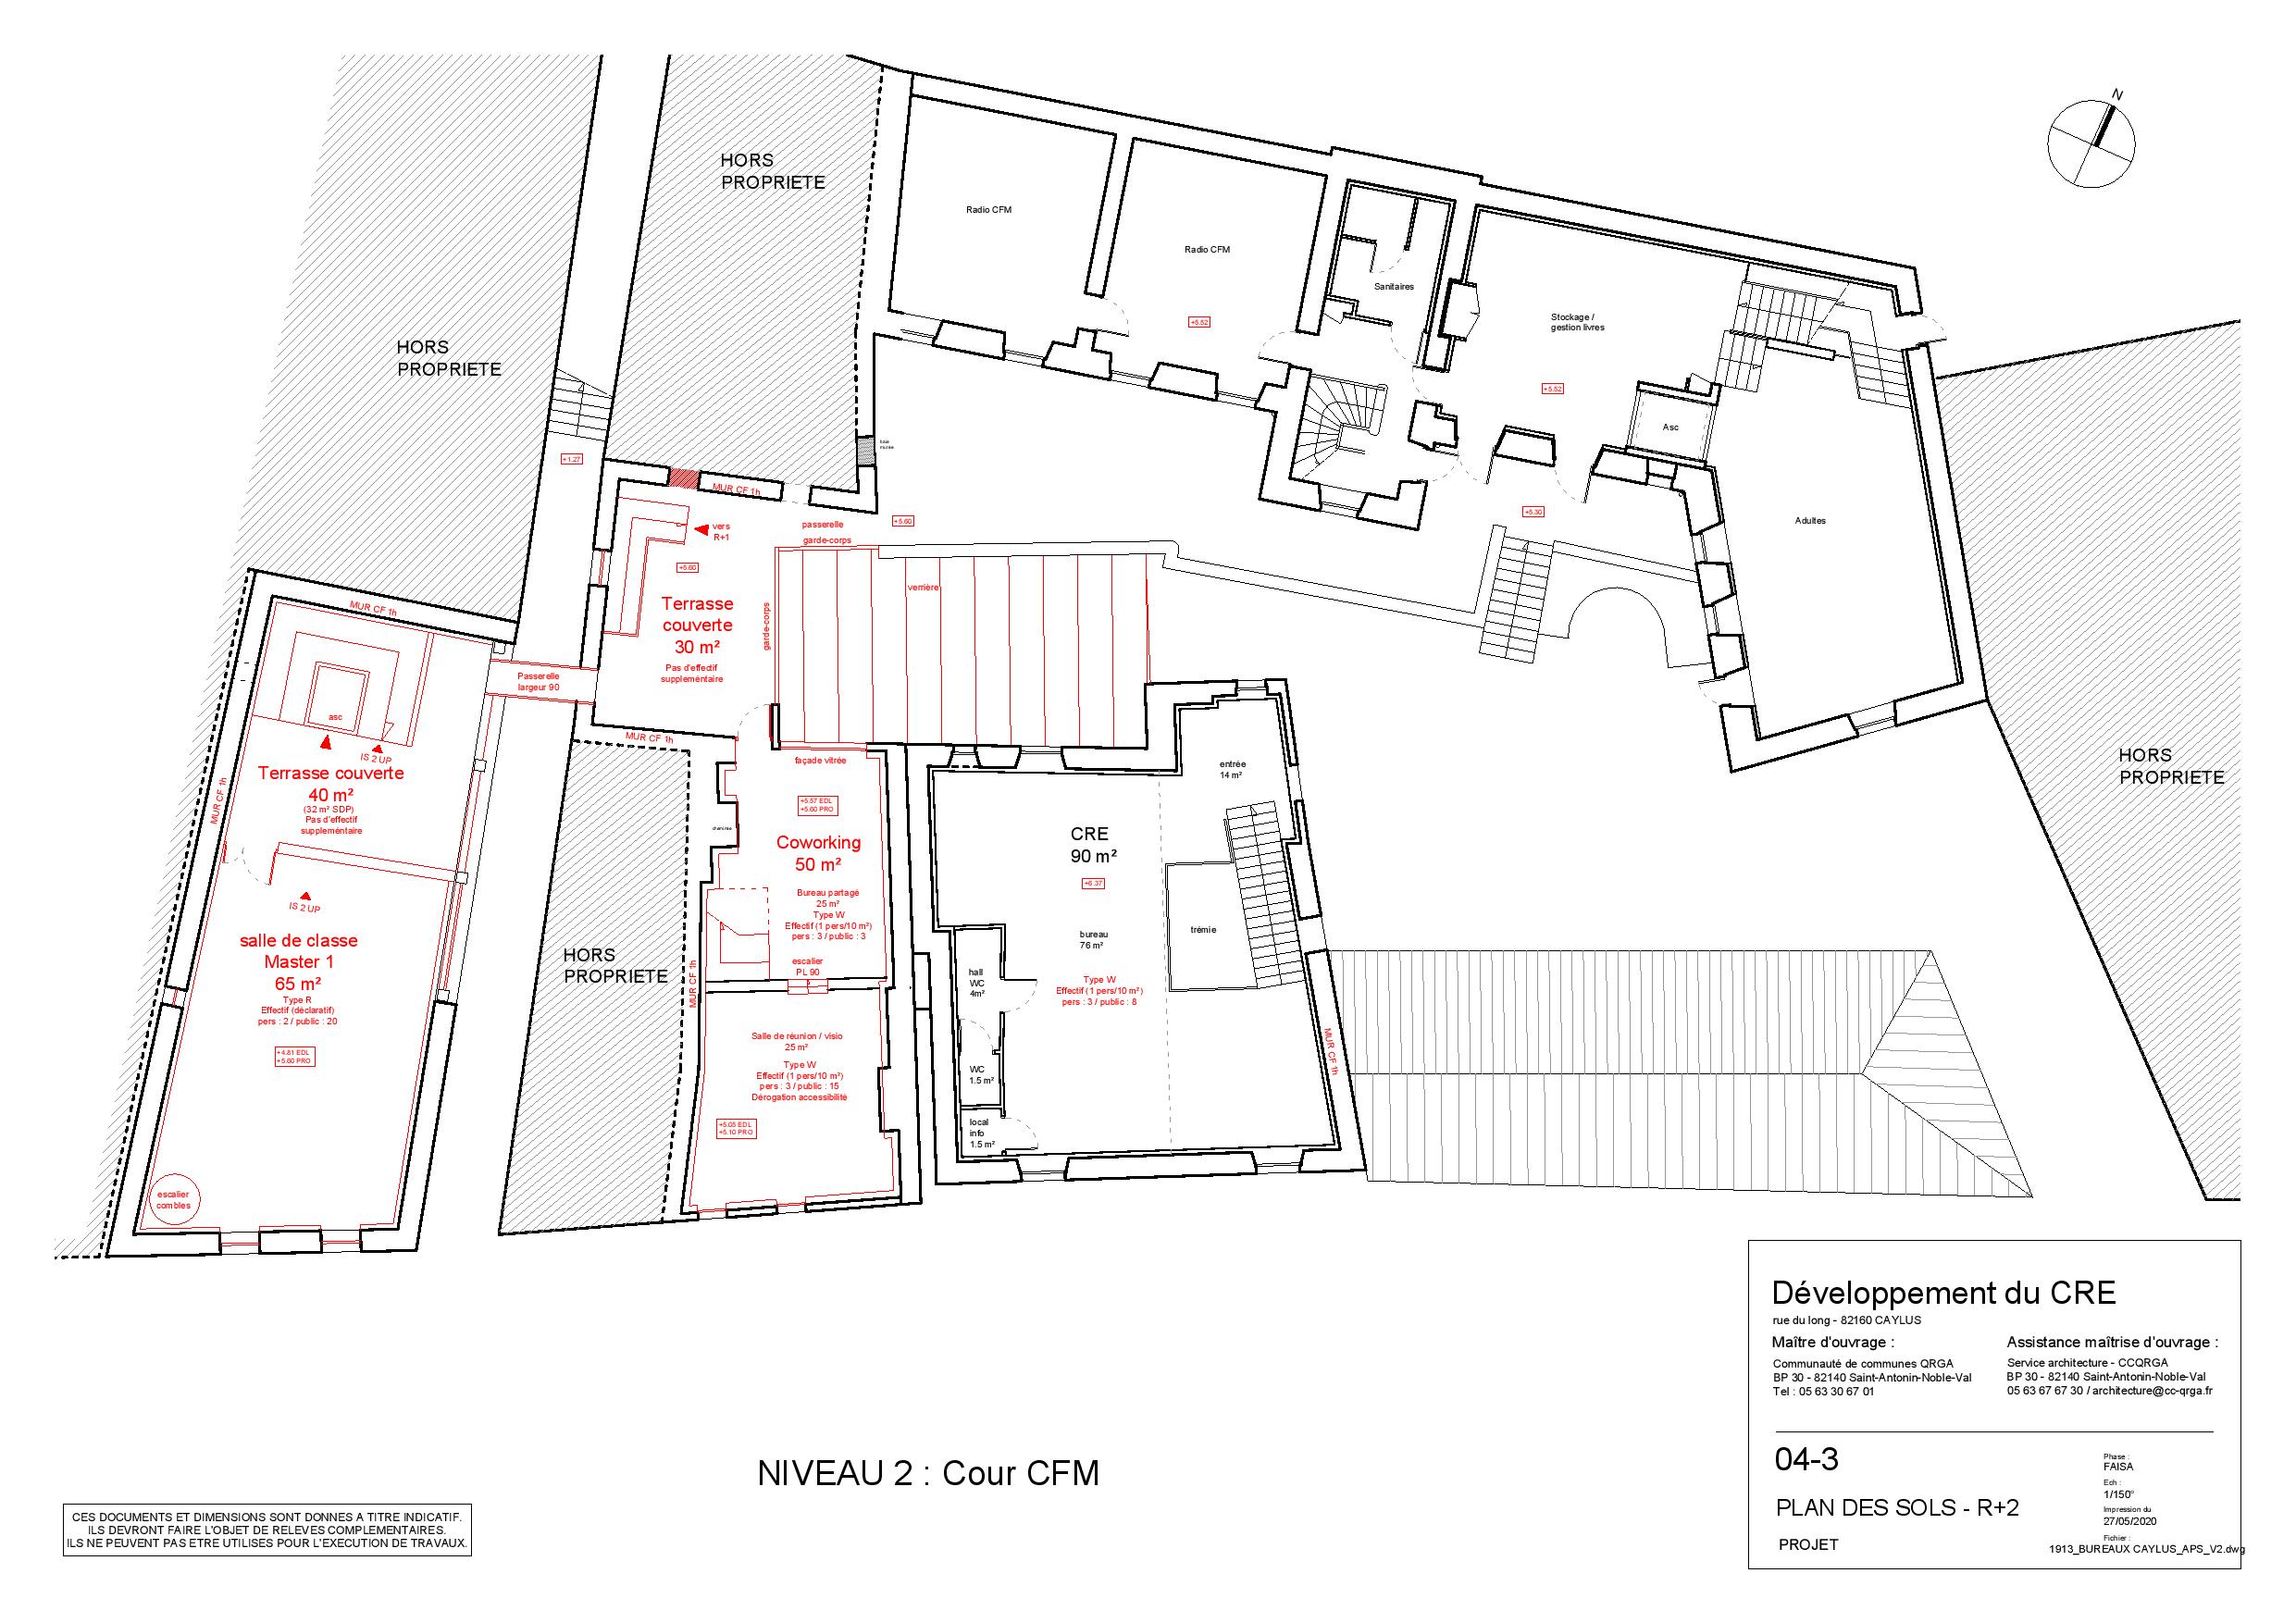 N
HORS
PROPRIETE
HORS
PROPRIETE
Radio CFM
Radio CFM
+5.52
Sanitaires
Stockage /
gestion livres
+5.52
Asc
Adultes
+5.30
+1.27
MUR CF 1h
vers
R+1
passerelle
garde-corps
+5.60
+5.60
Terrasse
couverte
30 m²
Pas d'effectif
supplémentaire
garde-corps
verrière
MUR CF 1h
Passerelle
largeur 90
asc
IS 2 UP
Terrasse couverte
40 m²
(32 m² SDP)
Pas d'effectif
supplémentaire
MUR CF 1h
IS 2 UP
salle de classe
Master 1
65 m²
Type R
Effectif (déclaratif)
pers : 2 / public : 20
+4.81 EDL
+5.60 PRO
escalier
combles
MUR CF 1h
façade vitrée
+5.57 EDL
+5.60 PRO
cheminée
Coworking
50 m²
Bureau partagé
25 m²
Type W
Effectif (1 pers/10 m²)
pers : 3 / public : 3
escalier
PL 90
HORS
PROPRIETE
MUR CF 1h
Salle de réunion / visio
25 m²
Type W
Effectif (1 pers/10 m²)
pers : 3 / public : 15
Dérogation accessibilité
+5.05 EDL
+5.10 PRO
entrée
14 m²
CRE
90 m²
+6.37
bureau
76 m²
trémie
hall
WC
4m²
Type W
Effectif (1 pers/10 m²)
pers : 3 / public : 8
WC
1.5 m²
local
info
1.5 m²
MUR CF 1h
HORS
PROPRIETE
NIVEAU 2 : Cour CFM
CES DOCUMENTS ET DIMENSIONS SONT DONNES A TITRE INDICATIF.
ILS DEVRONT FAIRE L'OBJET DE RELEVES COMPLEMENTAIRES.
ILS NE PEUVENT PAS ETRE UTILISES POUR L'EXECUTION DE TRAVAUX.
Développement du CRE
rue du long - 82160 CAYLUS
Maître d'ouvrage :
Communauté de communes QRGA
BP 30 - 82140 Saint-Antonin-Noble-Val
Tel : 05 63 30 67 01
Assistance maîtrise d'ouvrage :
Service architecture - CCQRGA
BP 30 - 82140 Saint-Antonin-Noble-Val
05 63 67 67 30 / architecture@cc-qrga.fr
04-3
PLAN DES SOLS - R+2
PROJET
Phase :
FAISA
Ech :
1/150°
Impression du
27/05/2020
Fichier :
1913_BUREAUX CAYLUS_APS_V2.dwg